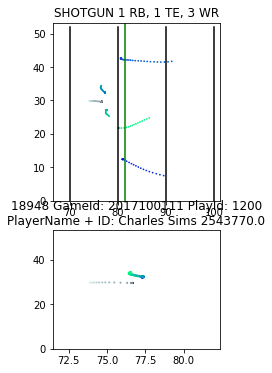 SHOTGUN 1 RB, 1 TE, 3 WR
50
40
30
20
10
0
70 80 90 100
18948 GameId: 2017100111 PlayId: 1200
PlayerName + ID: Charles Sims 2543770.0
40
20
0
72.5 75.0 77.5 80.0